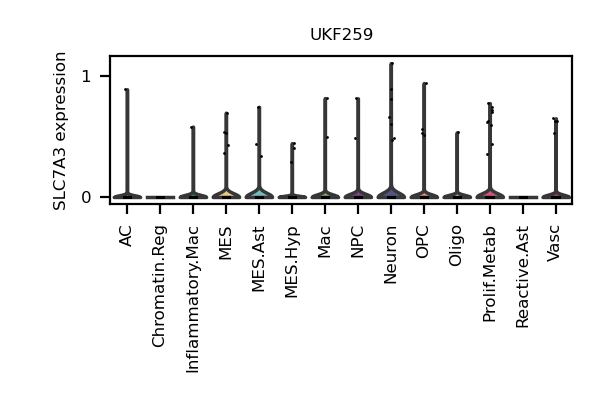 UKF259
SLC7A3 expression
1
0
AC
Chromatin.Reg
Inflammatory.Mac
MES
MES.Ast
MES.Hyp
Mac
NPC
Neuron
OPC
Oligo
Prolif.Metab
Reactive.Ast
Vasc